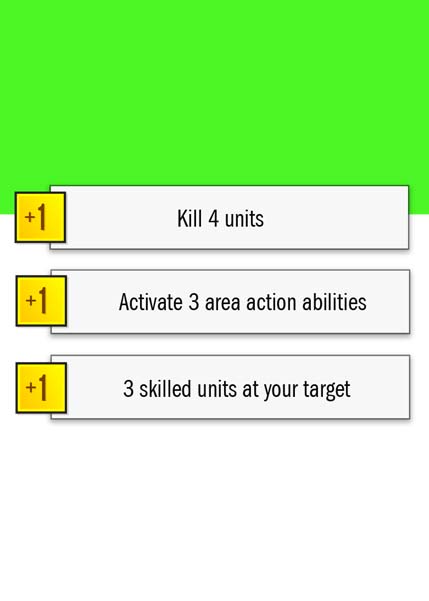 +1 Kill 4 units
+1 Activate 3 area action abilities
+1 3 skilled units at your target